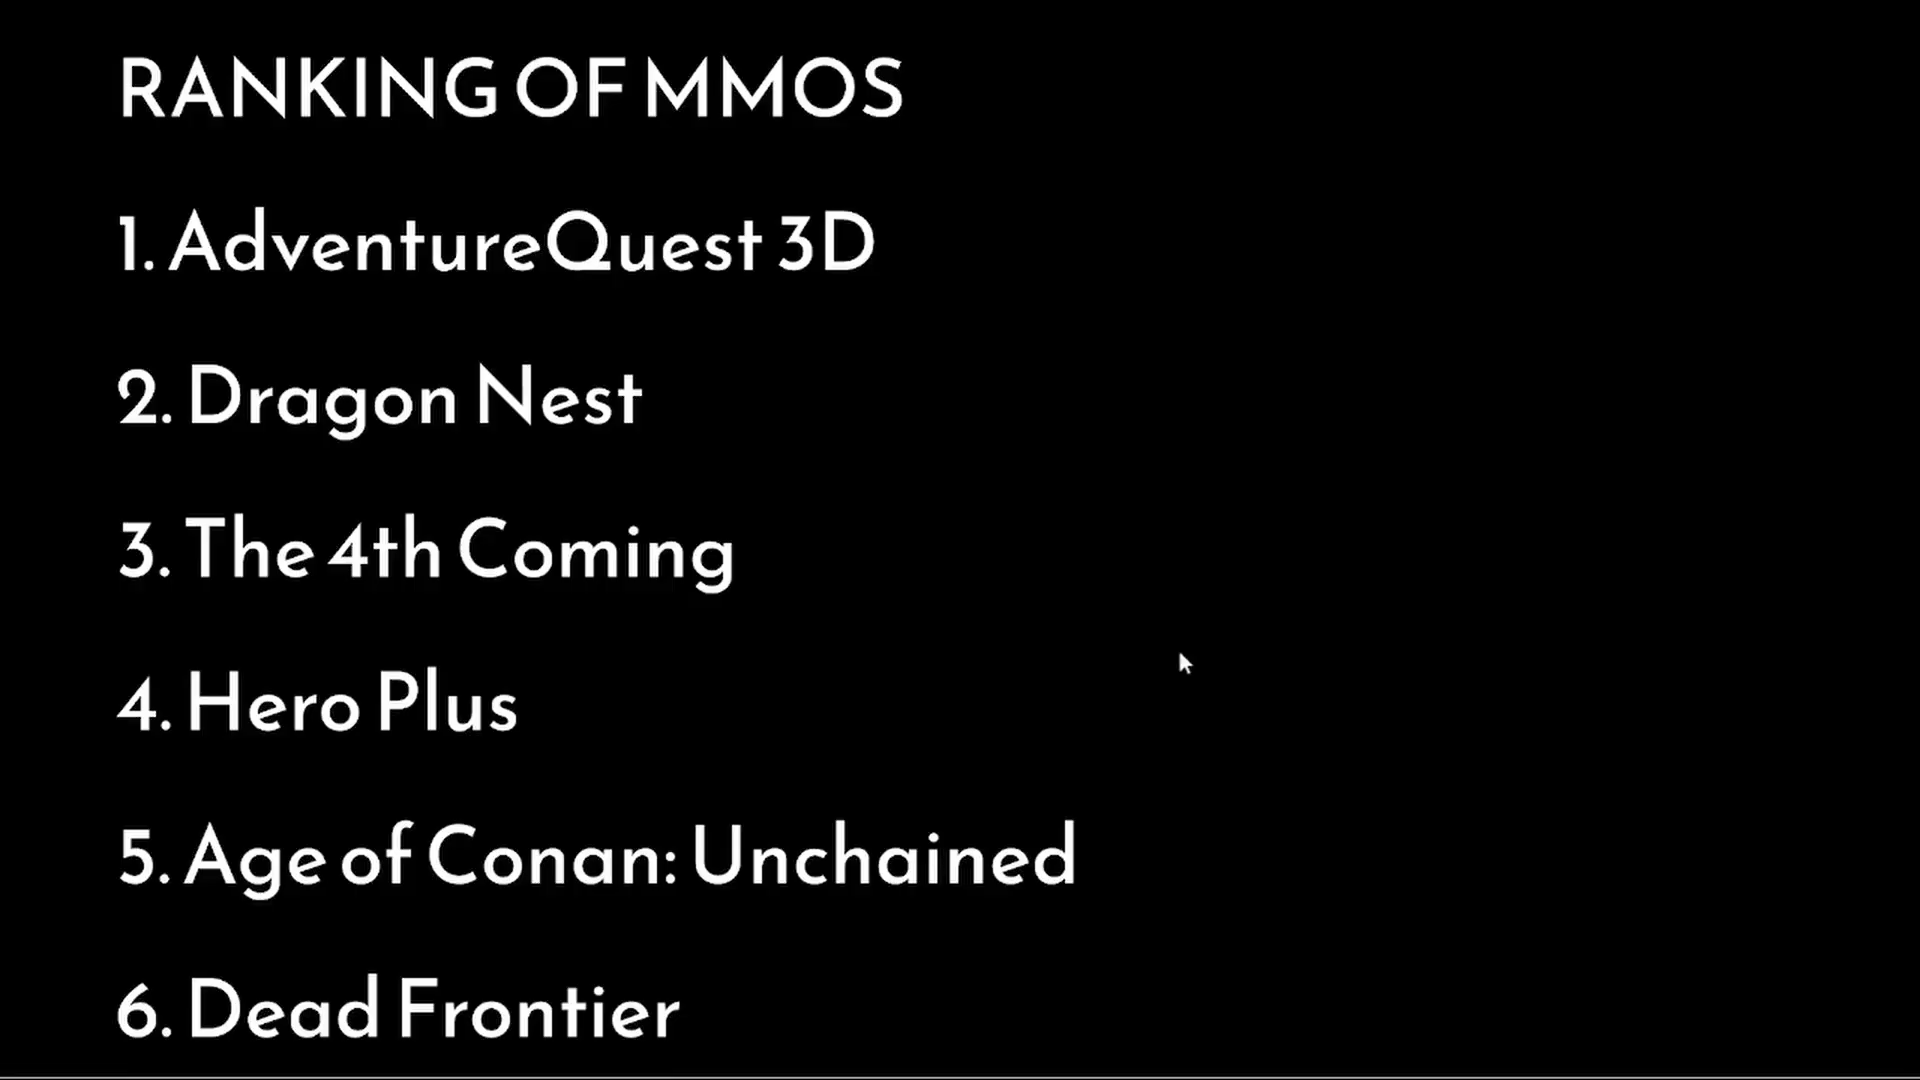 RANKING OF MMOS
1. AdventureQuest 3D
2. Dragon Nest
3. The 4th Coming
4. Hero Plus
5. Age of Conan: Unchained
6. Dead Frontier